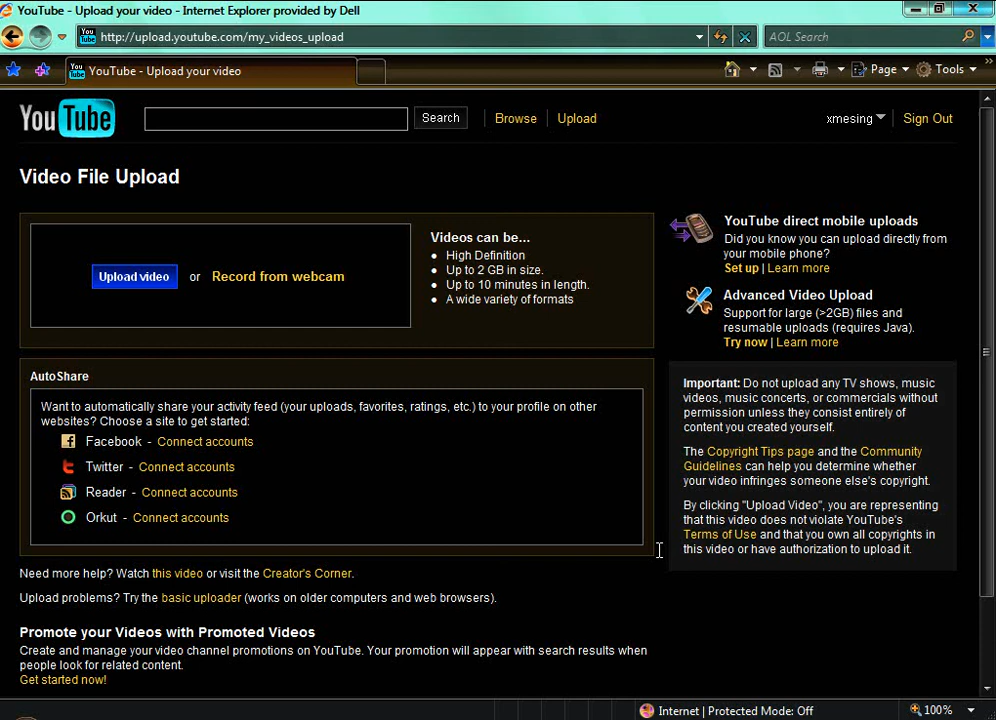 YouTube - Upload your video - Internet Explorer provided by Dell
http://upload.youtube.com/my_videos_upload
AOL Search
YouTube - Upload your video
Page
Tools
YouTube
Search
Browse
Upload
xmesing
Sign Out
Video File Upload
Upload video or Record from webcam
Videos can be...
High Definition
Up to 2 GB in size.
Up to 10 minutes in length.
A wide variety of formats
YouTube direct mobile uploads
Did you know you can upload directly from
your mobile phone?
Set up | Learn more
Advanced Video Upload
Support for large (>2GB) files and
resumable uploads (requires Java).
Try now | Learn more
AutoShare
Want to automatically share your activity feed (your uploads, favorites, ratings, etc.) to your profile on other
websites? Choose a site to get started:
Facebook - Connect accounts
Twitter - Connect accounts
Reader - Connect accounts
Orkut - Connect accounts
Important: Do not upload any TV shows, music
videos, music concerts, or commercials without
permission unless they consist entirely of
content you created yourself.
The Copyright Tips page and the Community
Guidelines can help you determine whether
your video infringes someone else's copyright.
By clicking "Upload Video", you are representing
that this video does not violate YouTube's
Terms of Use and that you own all copyrights in
this video or have authorization to upload it.
Need more help? Watch this video or visit the Creator's Corner.
Upload problems? Try the basic uploader (works on older computers and web browsers).
Promote your Videos with Promoted Videos
Create and manage your video channel promotions on YouTube. Your promotion will appear with search results when
people look for related content.
Get started now!
Internet | Protected Mode: Off
100%